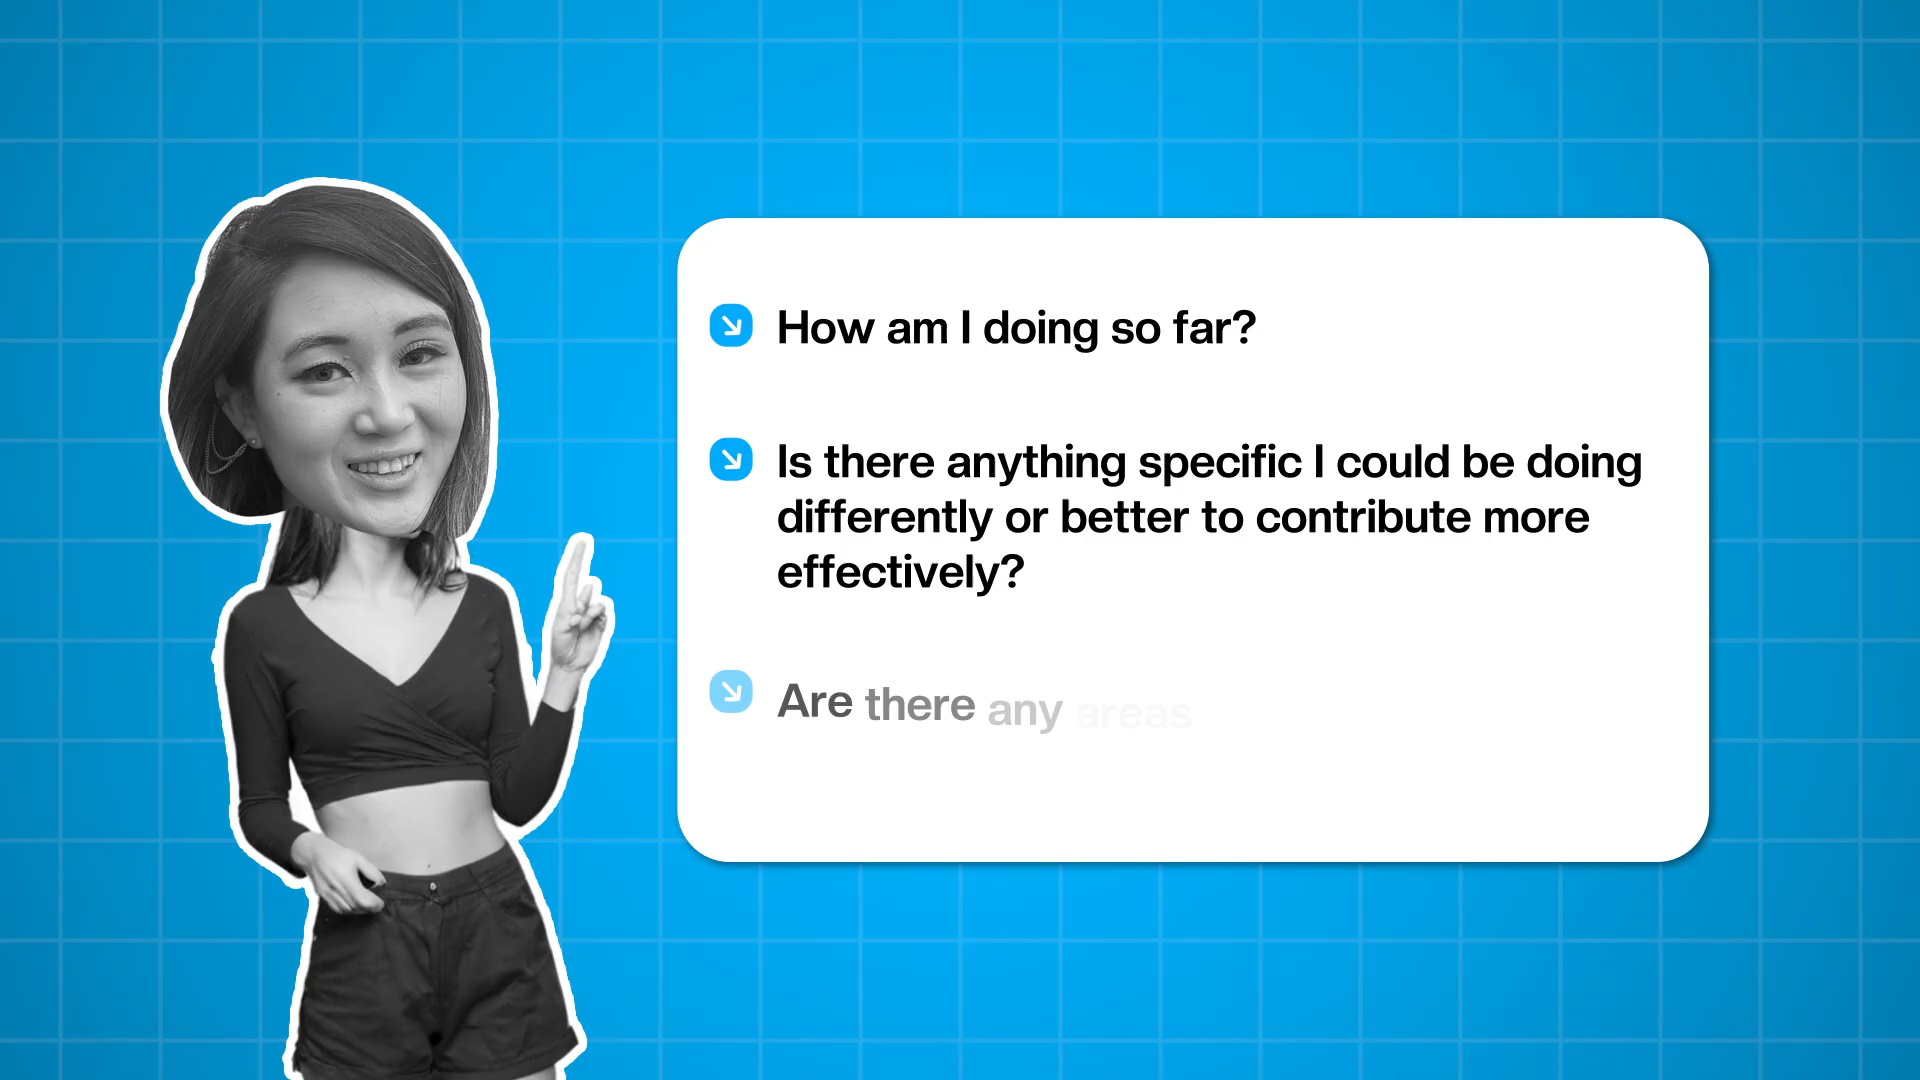 How am I doing so far?
Is there anything specific I could be doing
differently or better to contribute more
effectively?
Are there any areas